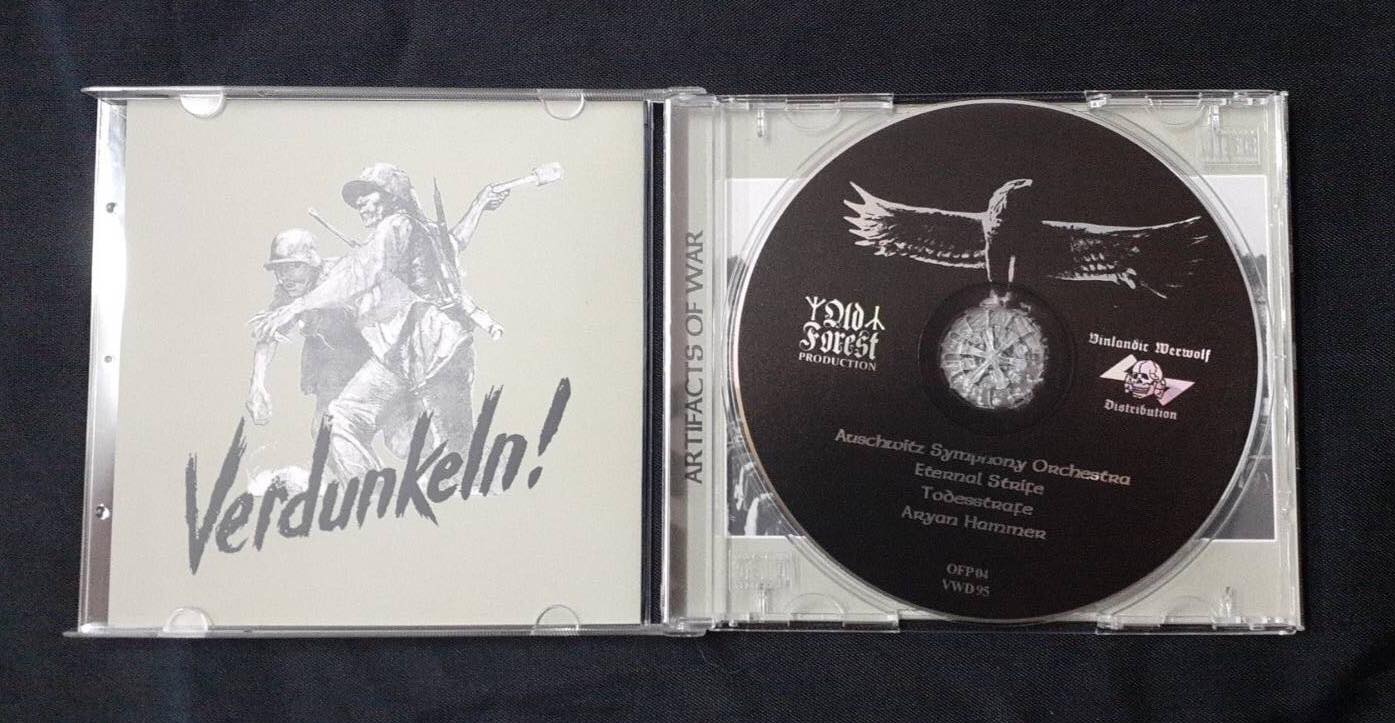 Verdunkeln!
ARTIFACTS OF WAR
Old
Forest
PRODUCTION
Vinlandic Werwolf
Distribution
Auschwitz Symphony Orchestra
Eternal Strife
Todesstrafe
Aryan Hammer
OFP 04
VWD 95